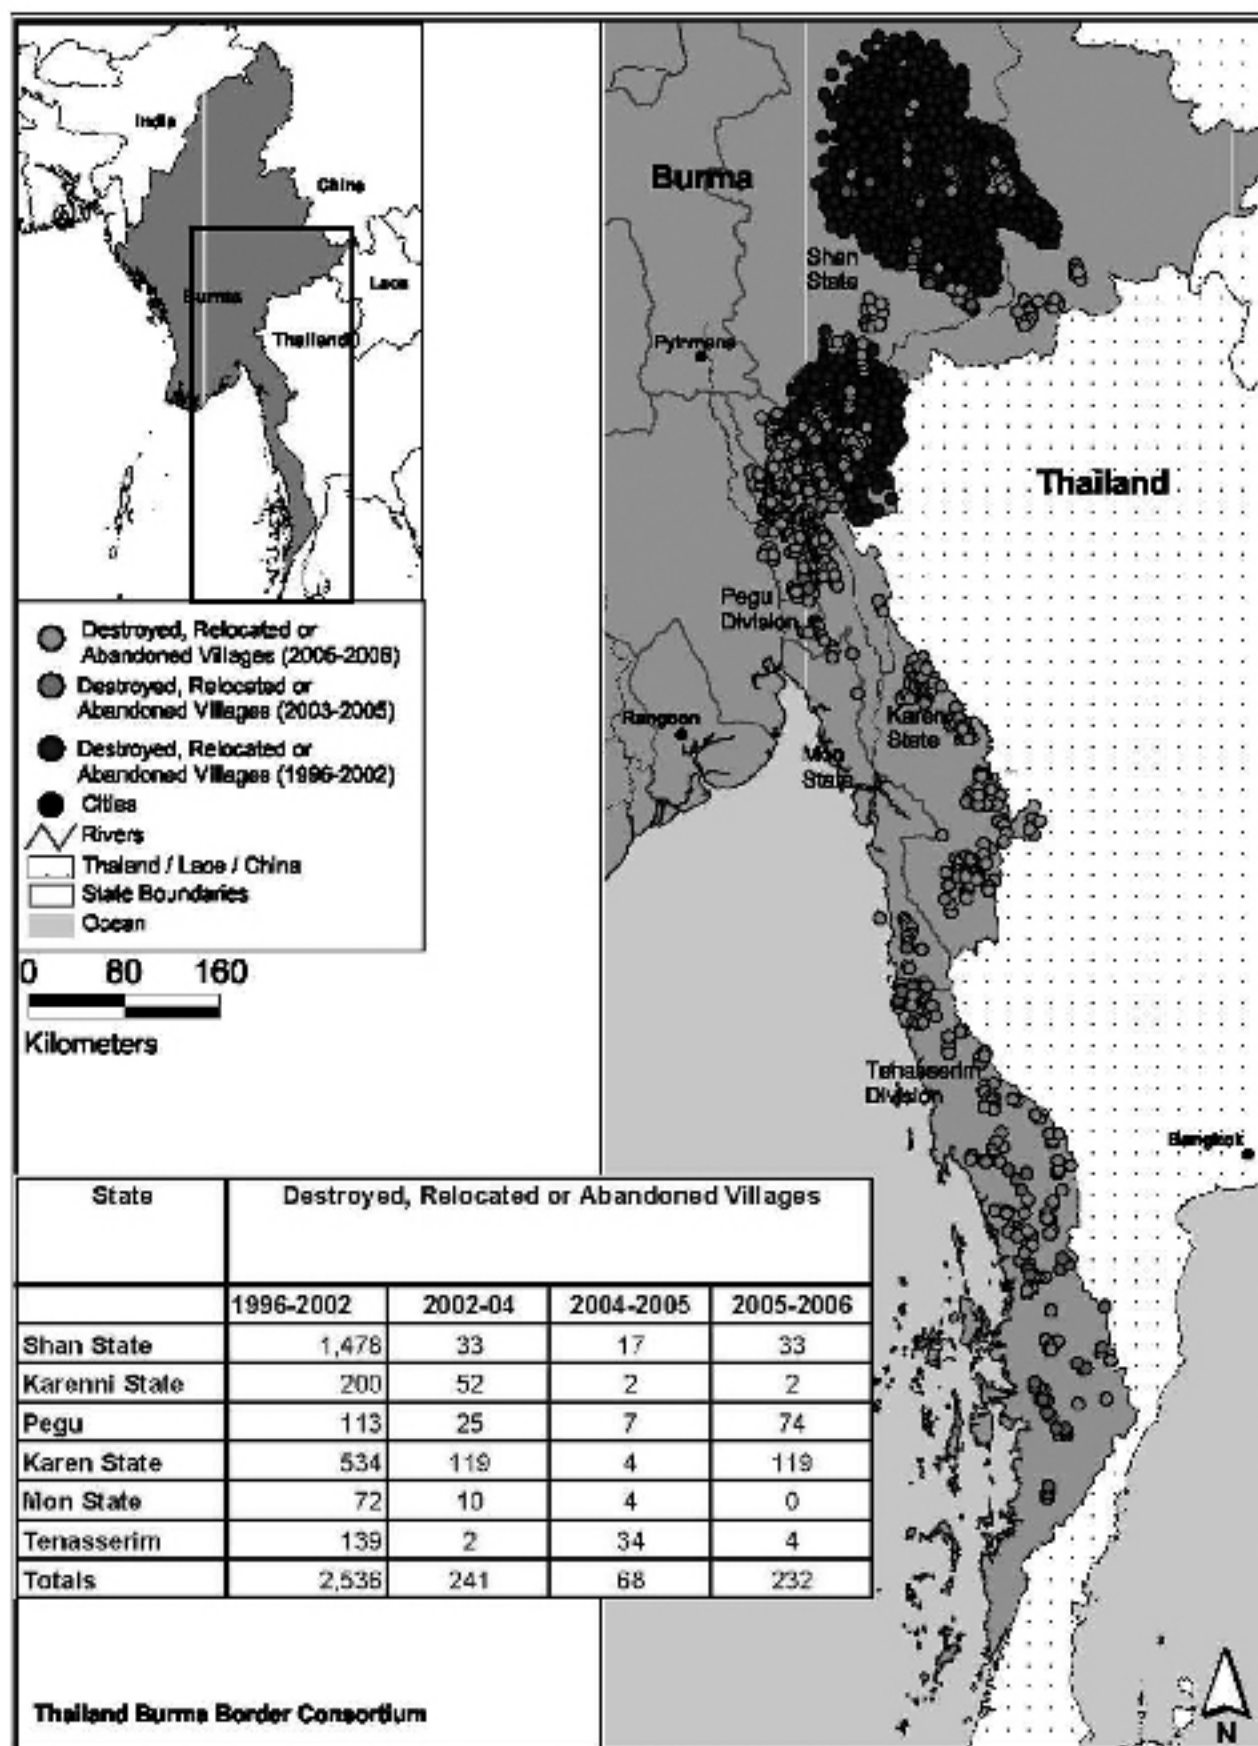 India
China
Burma
Laos
Thailand
Destroyed, Relocated or
Abandoned Villages (2005-2006)
Destroyed, Relocated or
Abandoned Villages (2003-2005)
Destroyed, Relocated or
Abandoned Villages (1996-2002)
Cities
Rivers
Thailand / Laos / China
State Boundaries
Ocean
0 80 160
Kilometers
Burma
Shan
State
Pyinmana
Thailand
Pegu
Division
Rangoon
Karen
State
Mon
State
Tenasserim
Division
Bangkok
State Destroyed, Relocated or Abandoned Villages
1996-2002 2002-04 2004-2005 2005-2006
Shan State 1,478 33 17 33
Karenni State 200 52 2 2
Pegu 113 25 7 74
Karen State 534 119 4 119
Mon State 72 10 4 0
Tenasserim 139 2 34 4
Totals 2,536 241 68 232
Thailand Burma Border Consortium
N